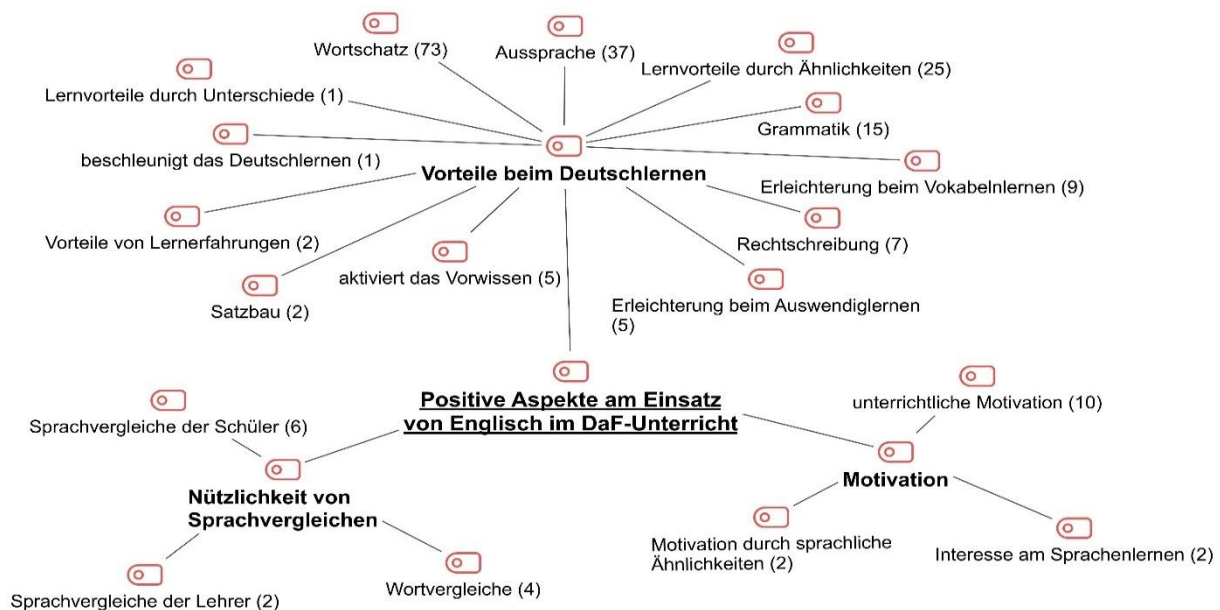 Wortschatz (73)
Aussprache (37)
Lernvorteile durch Ähnlichkeiten (25)
Lernvorteile durch Unterschiede (1)
Grammatik (15)
beschleunigt das Deutschlernen (1)
Vorteile beim Deutschlernen
Erleichterung beim Vokabelnlernen (9)
Vorteile von Lernerfahrungen (2)
Rechtschreibung (7)
aktiviert das Vorwissen (5)
Satzbau (2)
Erleichterung beim Auswendiglernen
(5)
Positive Aspekte am Einsatz
von Englisch im DaF-Unterricht
Sprachvergleiche der Schüler (6)
unterrichtliche Motivation (10)
Nützlichkeit von
Sprachvergleichen
Motivation
Motivation durch sprachliche
Ähnlichkeiten (2)
Interesse am Sprachenlernen (2)
Sprachvergleiche der Lehrer (2)
Wortvergleiche (4)